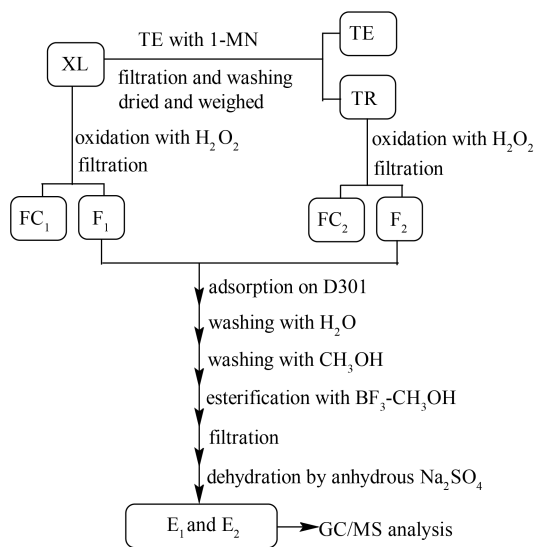 TE with 1-MN
TE
XL
filtration and washing
dried and weighed
TR
oxidation with H₂O₂
filtration
oxidation with H₂O₂
filtration
FC₁
F₁
FC₂
F₂
adsorption on D301
washing with H₂O
washing with CH₃OH
esterification with BF₃-CH₃OH
filtration
dehydration by anhydrous Na₂SO₄
E₁ and E₂
GC/MS analysis